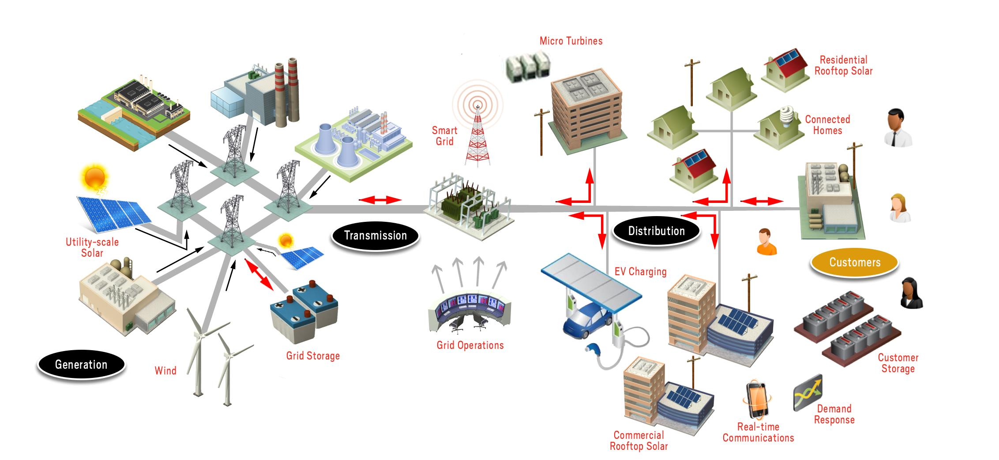 Micro Turbines
Residential
Rooftop Solar
Smart
Grid
Connected
Homes
Utility-scale
Solar
Transmission
Distribution
Customers
EV Charging
Grid Operations
Grid Storage
Generation
Wind
Customer
Storage
Demand
Response
Real-time
Communications
Commercial
Rooftop Solar